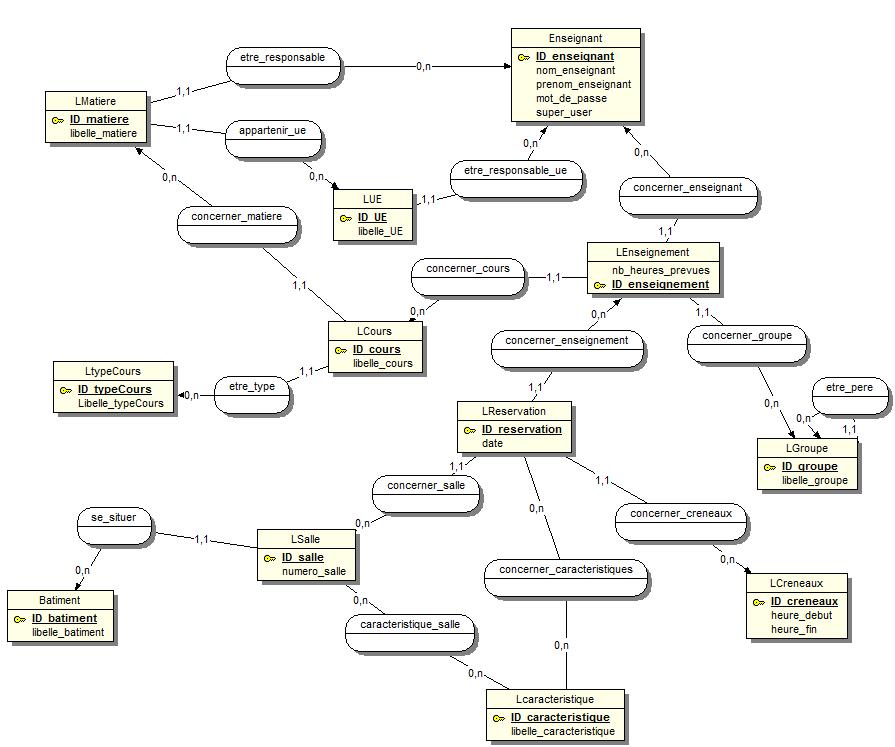 Enseignant
ID_enseignant
nom_enseignant
prenom_enseignant
mot_de_passe
super_user
etre_responsable
1,1
0,n
LMatiere
ID_matiere
libelle_matiere
1,1
appartenir_ue
0,n
etre_responsable_ue
0,n
1,1
0,n
concerner_enseignant
1,1
LUE
ID_UE
libelle_UE
0,n
concerner_matiere
1,1
LEnseignement
nb_heures_prevues
ID_enseignement
concerner_cours
1,1
0,n
LCours
ID_cours
libelle_cours
0,n
concerner_enseignement
1,1
1,1
concerner_groupe
0,n
LtypeCours
ID_typeCours
Libelle_typeCours
0,n
etre_type
1,1
etre_pere
0,n
1,1
LGroupe
ID_groupe
libelle_groupe
LReservation
ID_reservation
date
1,1
concerner_salle
0,n
1,1
concerner_creneaux
0,n
se_situer
1,1
0,n
LSalle
ID_salle
numero_salle
0,n
concerner_caracteristiques
0,n
LCreneaux
ID_creneaux
heure_debut
heure_fin
Batiment
ID_batiment
libelle_batiment
0,n
caracteristique_salle
0,n
Lcaracteristique
ID_caracteristique
libelle_caracteristique